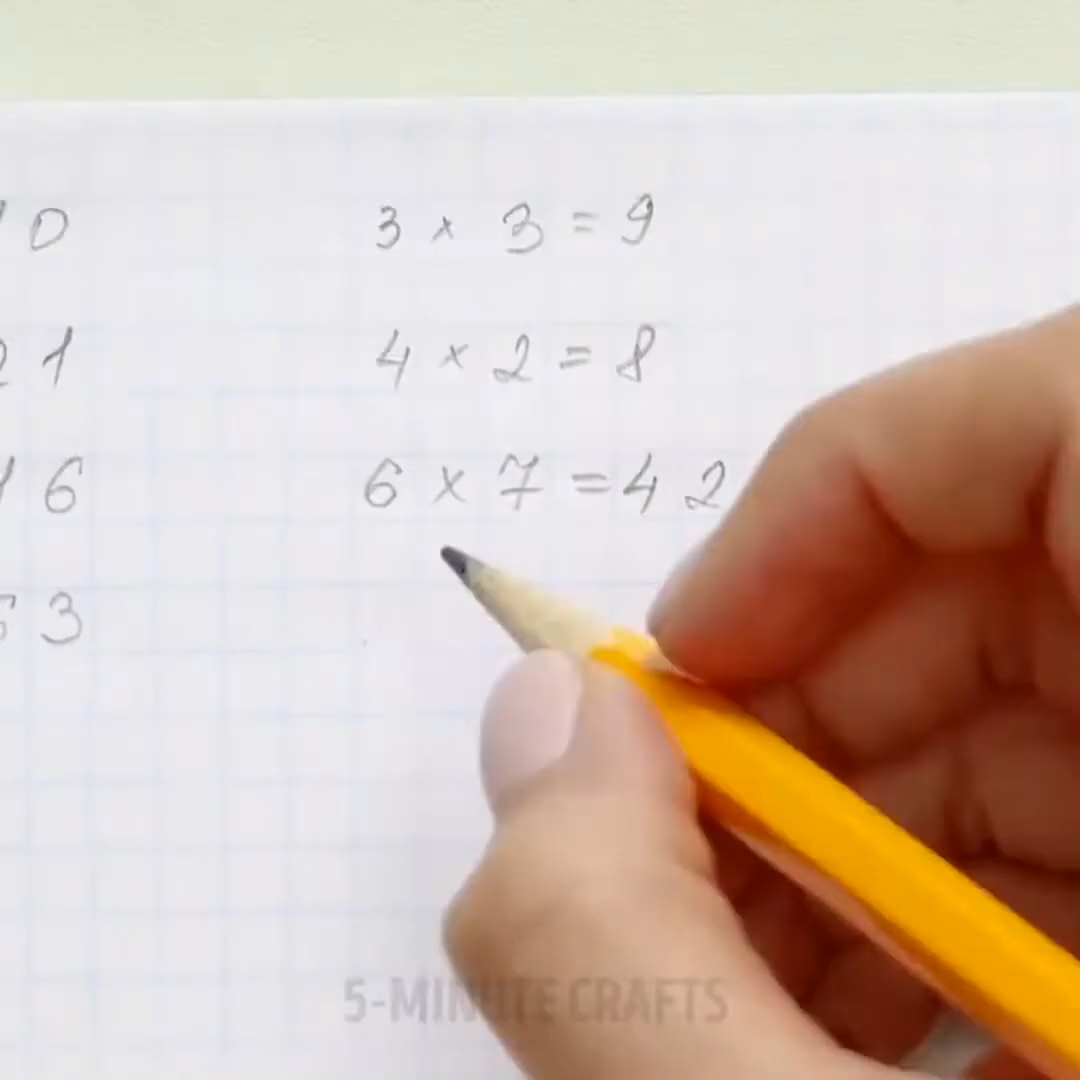 0 3 × 3 = 9
1 4 × 2 = 8
6 6 × 7 = 42
3
5-MINUTE CRAFTS